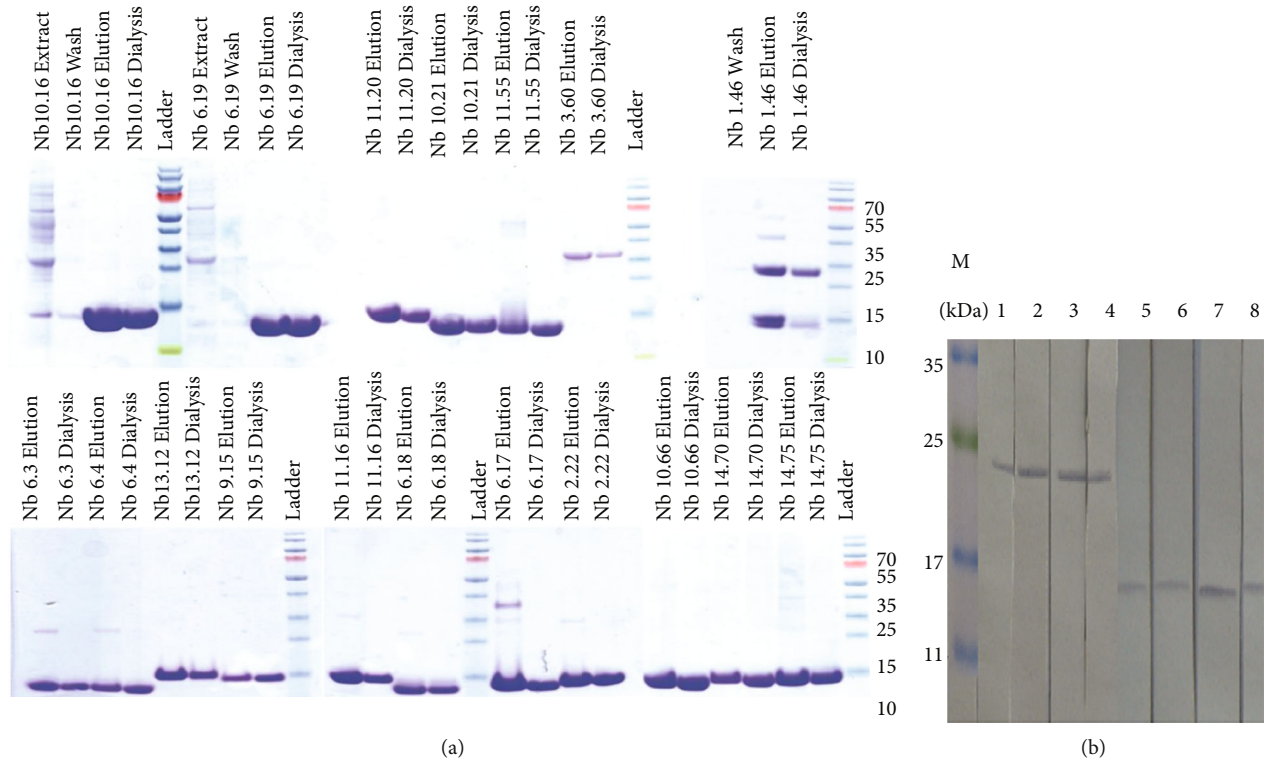 Nb10.16 Extract
Nb10.16 Wash
Nb10.16 Elution
Nb10.16 Dialysis
Ladder
Nb 6.19 Extract
Nb 6.19 Wash
Nb 6.19 Elution
Nb 6.19 Dialysis
Nb 11.20 Elution
Nb 11.20 Dialysis
Nb 10.21 Elution
Nb 10.21 Dialysis
Nb 11.55 Elution
Nb 11.55 Dialysis
Nb 3.60 Elution
Nb 3.60 Dialysis
Ladder
Nb 1.46 Wash
Nb 1.46 Elution
Nb 1.46 Dialysis
70
55
35
25
15
10
Nb 6.3 Elution
Nb 6.3 Dialysis
Nb 6.4 Elution
Nb 6.4 Dialysis
Nb13.12 Elution
Nb13.12 Dialysis
Nb 9.15 Elution
Nb 9.15 Dialysis
Ladder
Nb 11.16 Elution
Nb 11.16 Dialysis
Nb 6.18 Elution
Nb 6.18 Dialysis
Ladder
Nb 6.17 Elution
Nb 6.17 Dialysis
Nb 2.22 Elution
Nb 2.22 Dialysis
Nb 10.66 Elution
Nb 10.66 Dialysis
Nb 14.70 Elution
Nb 14.70 Dialysis
Nb 14.75 Elution
Nb 14.75 Dialysis
Ladder
70
55
35
25
15
10
(a)
M
(kDa) 1 2 3 4 5 6 7 8
35
25
17
11
(b)